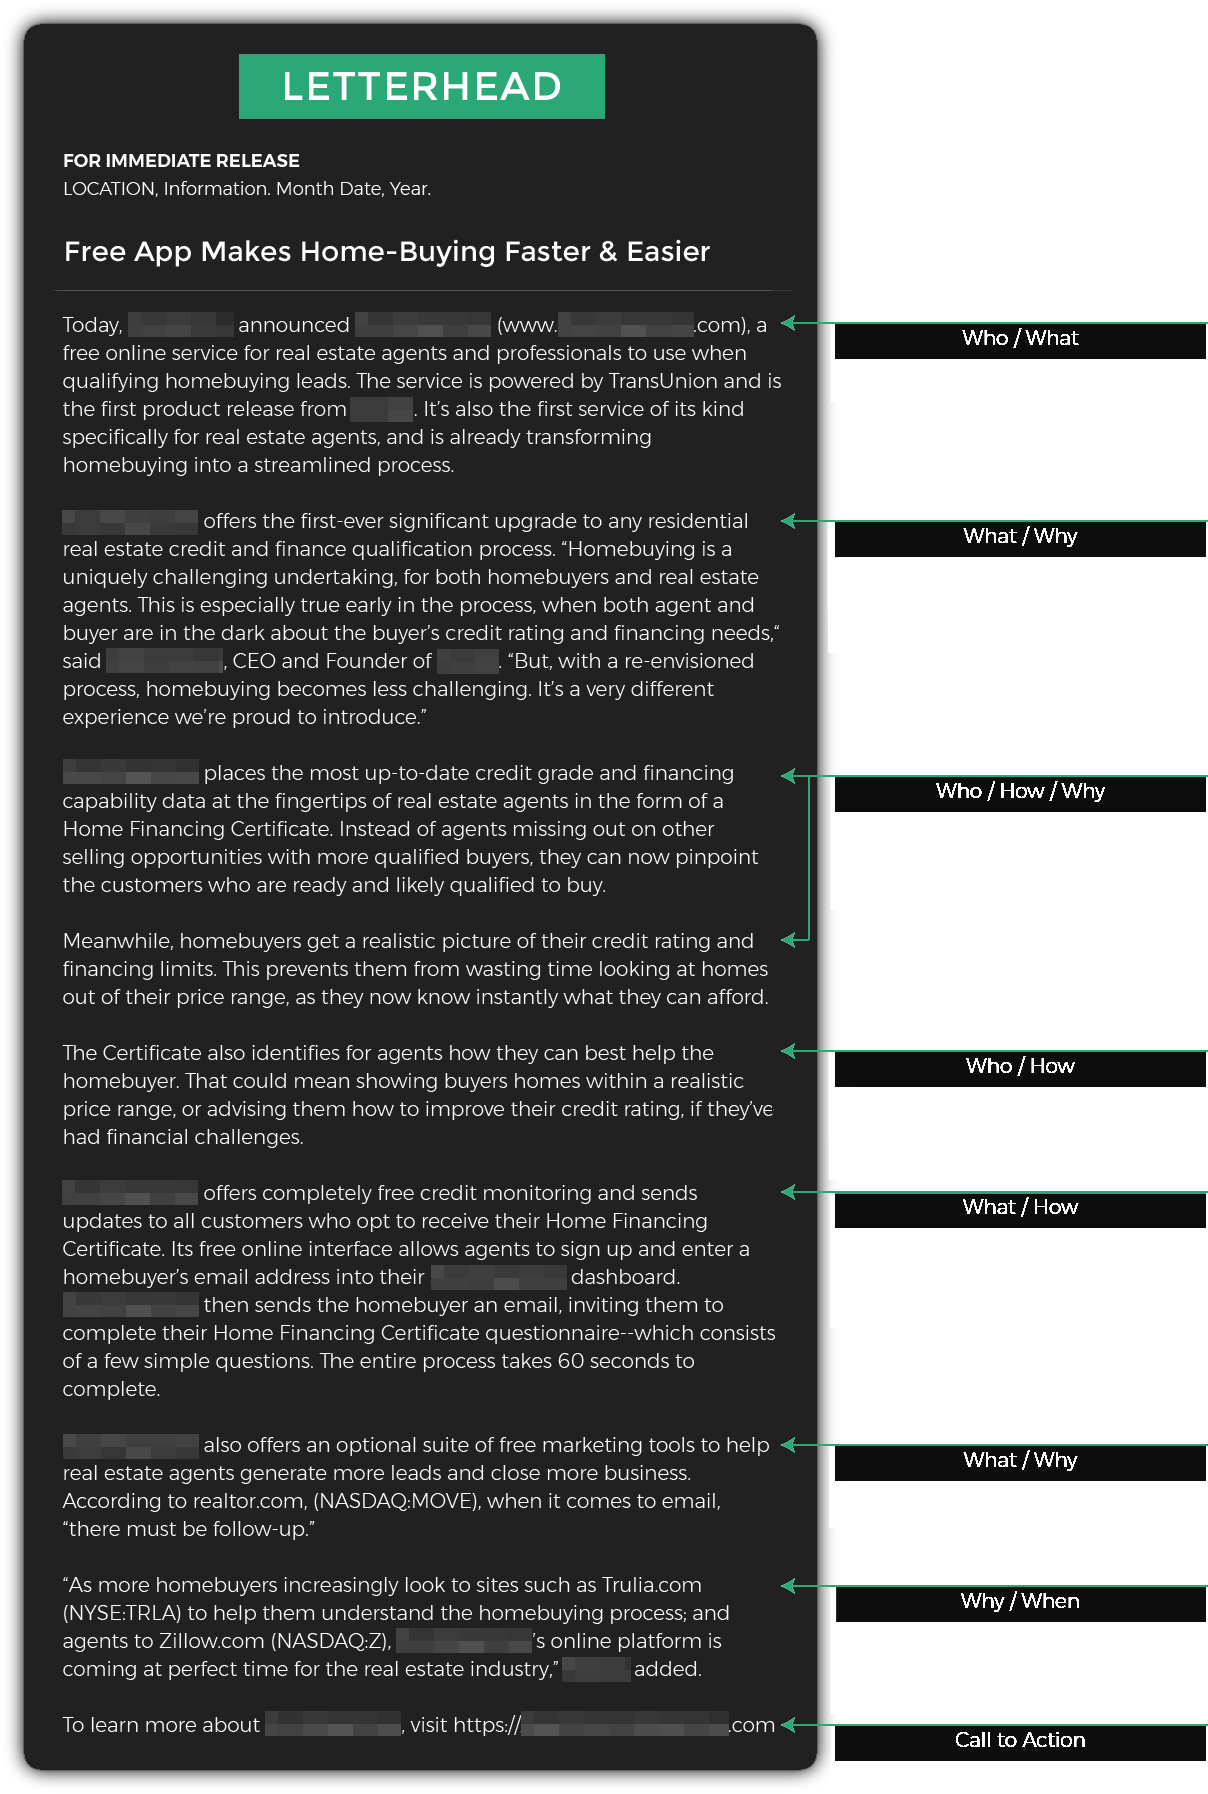 LETTERHEAD
FOR IMMEDIATE RELEASE
LOCATION, Information. Month Date, Year.
Free App Makes Home-Buying Faster & Easier
Today, announced (www. .com), a
free online service for real estate agents and professionals to use when
qualifying homebuying leads. The service is powered by TransUnion and is
the first product release from . It's also the first service of its kind
specifically for real estate agents, and is already transforming
homebuying into a streamlined process.
Who / What
offers the first-ever significant upgrade to any residential
real estate credit and finance qualification process. “Homebuying is a
uniquely challenging undertaking, for both homebuyers and real estate
agents. This is especially true early in the process, when both agent and
buyer are in the dark about the buyer’s credit rating and financing needs,“
said , CEO and Founder of . “But, with a re-envisioned
process, homebuying becomes less challenging. It’s a very different
experience we’re proud to introduce.”
What / Why
places the most up-to-date credit grade and financing
capability data at the fingertips of real estate agents in the form of a
Home Financing Certificate. Instead of agents missing out on other
selling opportunities with more qualified buyers, they can now pinpoint
the customers who are ready and likely qualified to buy.
Who / How / Why
Meanwhile, homebuyers get a realistic picture of their credit rating and
financing limits. This prevents them from wasting time looking at homes
out of their price range, as they now know instantly what they can afford.
The Certificate also identifies for agents how they can best help the
homebuyer. That could mean showing buyers homes within a realistic
price range, or advising them how to improve their credit rating, if they’ve
had financial challenges.
Who / How
offers completely free credit monitoring and sends
updates to all customers who opt to receive their Home Financing
Certificate. Its free online interface allows agents to sign up and enter a
homebuyer’s email address into their dashboard.
then sends the homebuyer an email, inviting them to
complete their Home Financing Certificate questionnaire--which consists
of a few simple questions. The entire process takes 60 seconds to
complete.
What / How
also offers an optional suite of free marketing tools to help
real estate agents generate more leads and close more business.
According to realtor.com, (NASDAQ:MOVE), when it comes to email,
“there must be follow-up.”
What / Why
“As more homebuyers increasingly look to sites such as Trulia.com
(NYSE:TRLA) to help them understand the homebuying process; and
agents to Zillow.com (NASDAQ:Z), ’s online platform is
coming at perfect time for the real estate industry,” added.
Why / When
To learn more about , visit https:// .com
Call to Action